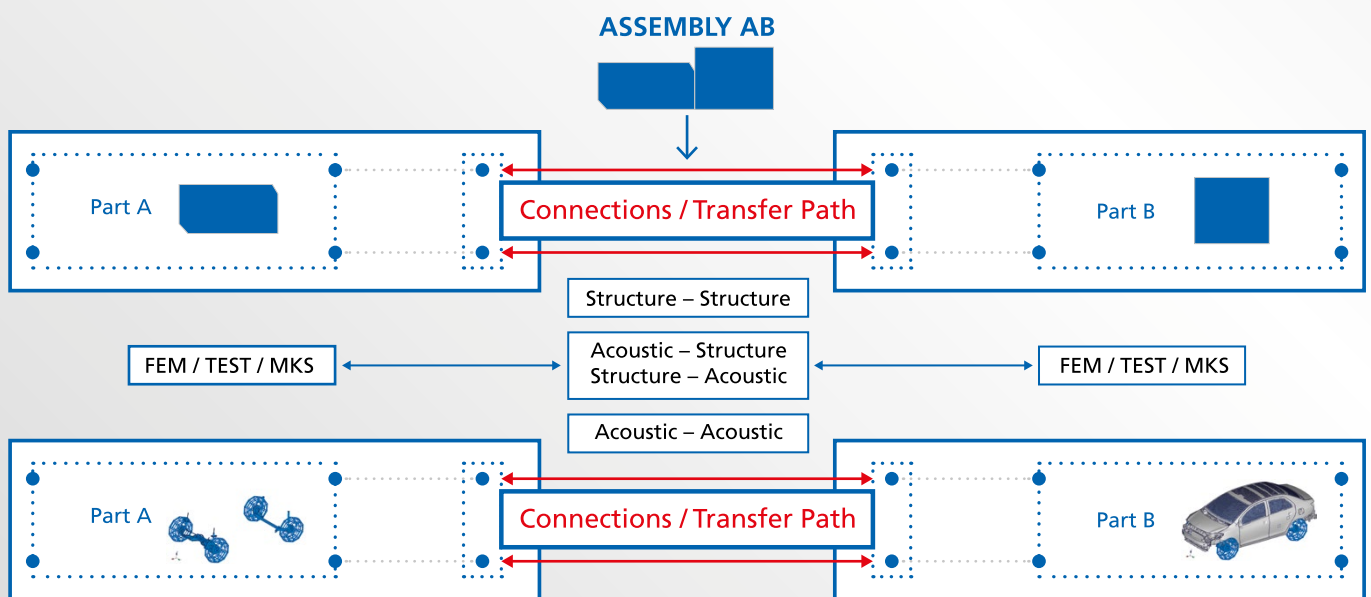 ASSEMBLY AB
Part A
Connections / Transfer Path
Part B
Structure – Structure
FEM / TEST / MKS
Acoustic – Structure
Structure – Acoustic
FEM / TEST / MKS
Acoustic – Acoustic
Part A
Connections / Transfer Path
Part B